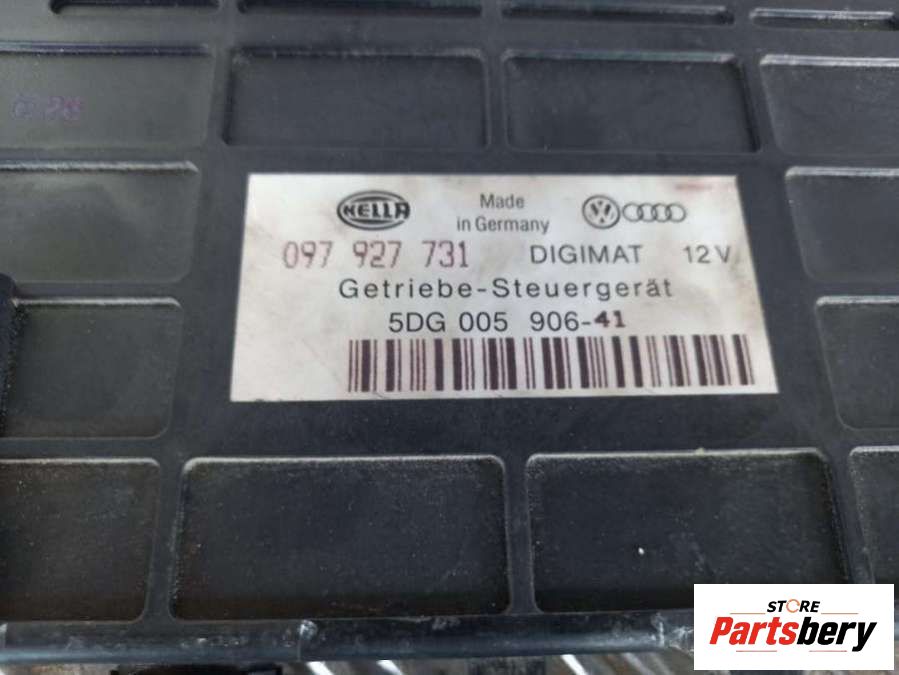 HELLA
Made
in Germany
097 927 731 DIGIMAT 12 V
Getriebe-Steuergerät
5DG 005 906-41
STORE
Partsbery